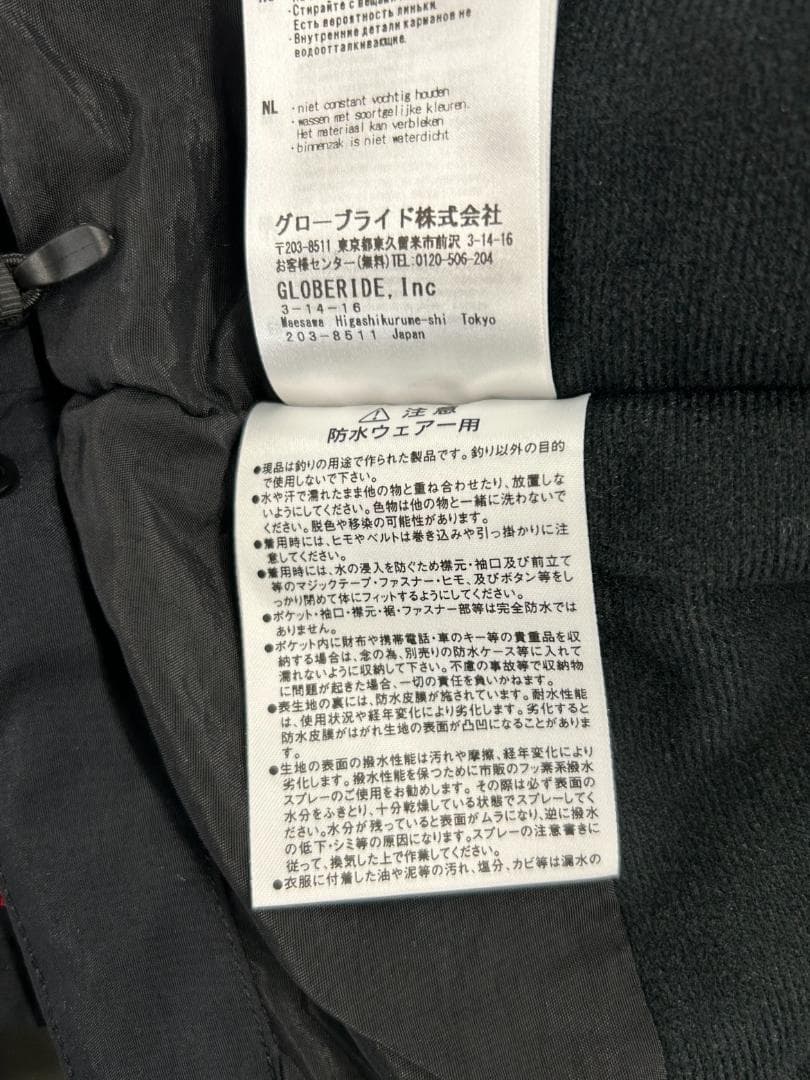 ·Стирайте с вещами
Есть вероятность линьки.
·Внутренние детали карманов не
водоотталкивающие.
NL ·niet constant vochtig houden
·wassen met soortgelijke kleuren.
Het materiaal kan verbleken
·binnenzak is niet waterdicht
グローブライド株式会社
〒203-8511 東京都東久留米市前沢 3-14-16
お客様センター(無料)TEL:0120-506-204
GLOBERIDE, Inc
3-14-16
Maesawa Higashikurume-shi Tokyo
203-8511 Japan
⚠ 注意
防水ウェアー用
●現品は釣りの用途で作られた製品です。釣り以外の目的
で使用しないで下さい。
●水や汗で濡れたまま他の物と重ね合わせたり、放置しな
いようにしてください。色物は他の物と一緒に洗わないで
ください。脱色や移染の可能性があります。
●着用時には、ヒモやベルトは巻き込みや引っ掛かりに注
意してください。
●着用時には、水の浸入を防ぐため襟元・袖口及び前立て
等のマジックテープ・ファスナー・ヒモ、及びボタン等をし
っかり閉めて体にフィットするようにしてください。
●ポケット・袖口・襟元・裾・ファスナー部等は完全防水では
ありません。
●ポケット内に財布や携帯電話・車のキー等の貴重品を収
納する場合は、念の為、別売りの防水ケース等に入れて
濡れないように収納して下さい。不慮の事故等で収納物
に問題が起きた場合、一切の責任を負いかねます。
●表生地の裏には、防水皮膜が施されています。耐水性能
は、使用状況や経年変化により劣化します。劣化すると
防水皮膜がはがれ生地の表面が凸凹になることがありま
す。
●生地の表面の撥水性能は汚れや摩擦、経年変化により
劣化します。撥水性能を保つために市販のフッ素系撥水
スプレーのご使用をお勧めします。その際は必ず表面の
水分をふきとり、十分乾燥している状態でスプレーしてく
ださい。水分が残っていると表面がムラになり、逆に撥水
の低下・シミ等の原因になります。スプレーの注意書きに
従って、換気した上で作業してください。
●衣服に付着した油や泥等の汚れ、塩分、カビ等は漏水の